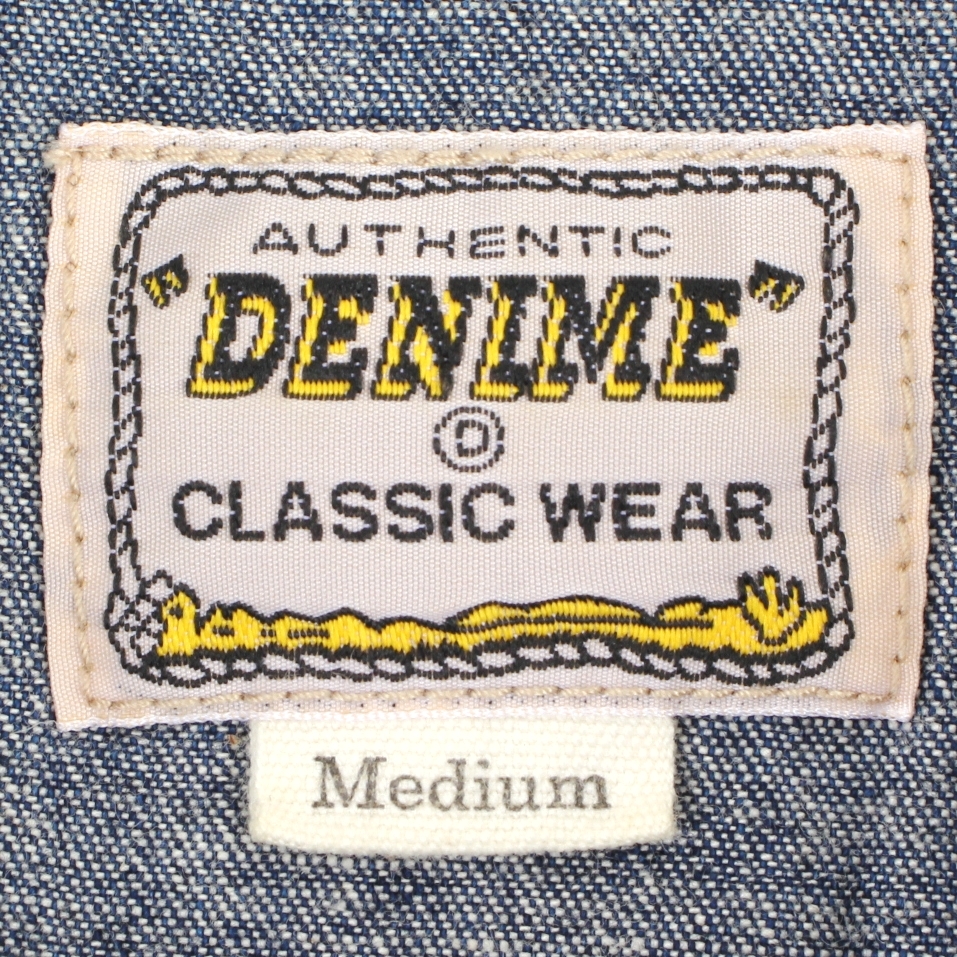 AUTHENTIC
"DENIME"
Ⓓ
CLASSIC WEAR
Medium